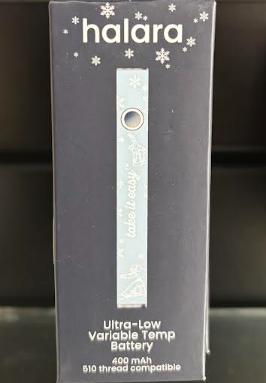 halara
take it easy
Ultra-Low
Variable Temp
Battery
400 mAh
510 thread compatible